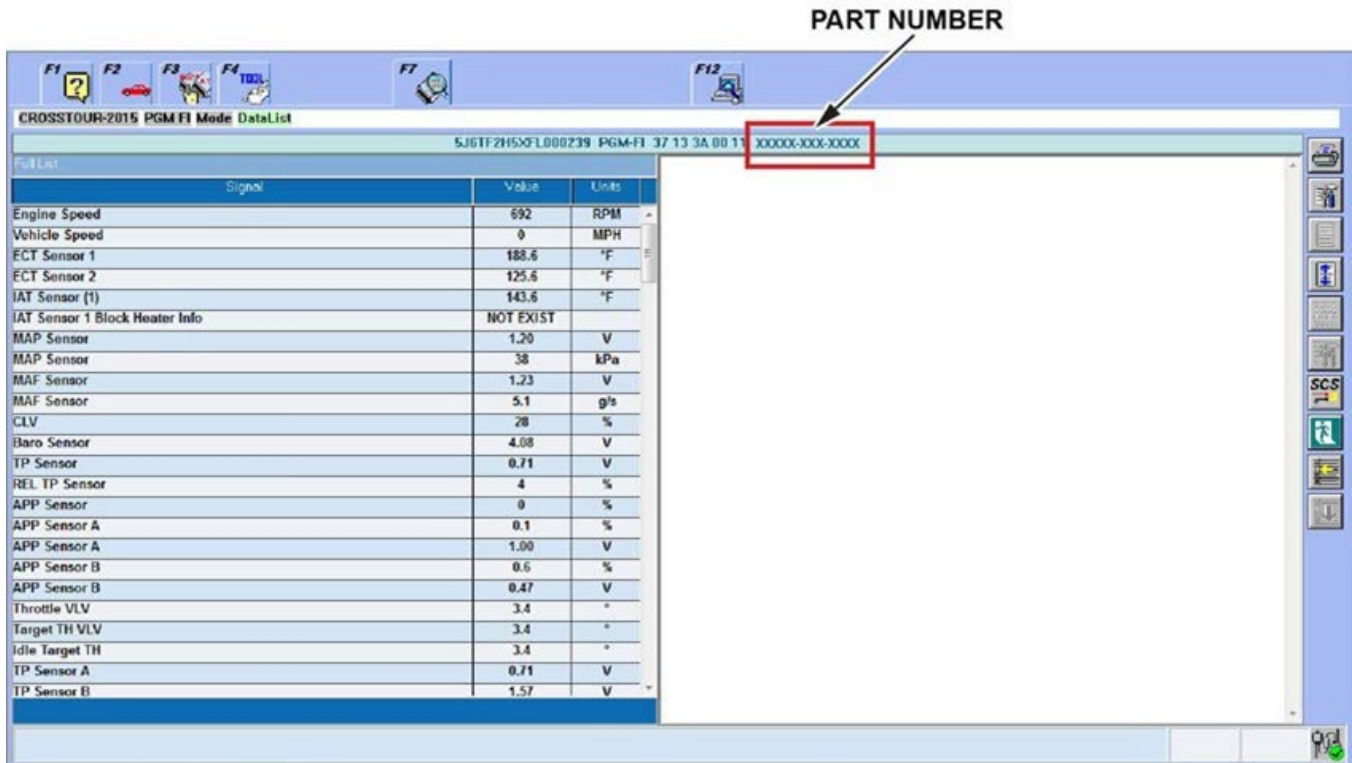 PART NUMBER
F1 F2 F3 F4 TOOL F7 F12
CROSSTOUR-2015 PGM FI Mode DataList
5J6TF2H5XFL000239 PGM-FI 37 13 3A 00 11 XXXXX-XXX-XXXX
Full List
Signal Value Units
Engine Speed 692 RPM
Vehicle Speed 0 MPH
ECT Sensor 1 188.6 °F
ECT Sensor 2 125.6 °F
IAT Sensor (1) 143.6 °F
IAT Sensor 1 Block Heater Info NOT EXIST
MAP Sensor 1.20 V
MAP Sensor 38 kPa
MAF Sensor 1.23 V
MAF Sensor 5.1 g/s
CLV 28 %
Baro Sensor 4.08 V
TP Sensor 0.71 V
REL TP Sensor 4 %
APP Sensor 0 %
APP Sensor A 0.1 %
APP Sensor A 1.00 V
APP Sensor B 0.6 %
APP Sensor B 0.47 V
Throttle VLV 3.4 °
Target TH VLV 3.4 °
Idle Target TH 3.4 °
TP Sensor A 0.71 V
TP Sensor B 1.57 V
SCS